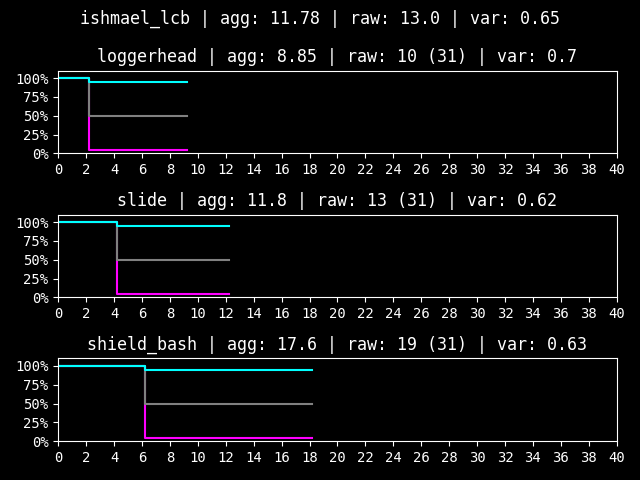 ishmael_lcb | agg: 11.78 | raw: 13.0 | var: 0.65
loggerhead | agg: 8.85 | raw: 10 (31) | var: 0.7
100%
75%
50%
25%
0%
0 2 4 6 8 10 12 14 16 18 20 22 24 26 28 30 32 34 36 38 40
slide | agg: 11.8 | raw: 13 (31) | var: 0.62
100%
75%
50%
25%
0%
0 2 4 6 8 10 12 14 16 18 20 22 24 26 28 30 32 34 36 38 40
shield_bash | agg: 17.6 | raw: 19 (31) | var: 0.63
100%
75%
50%
25%
0%
0 2 4 6 8 10 12 14 16 18 20 22 24 26 28 30 32 34 36 38 40